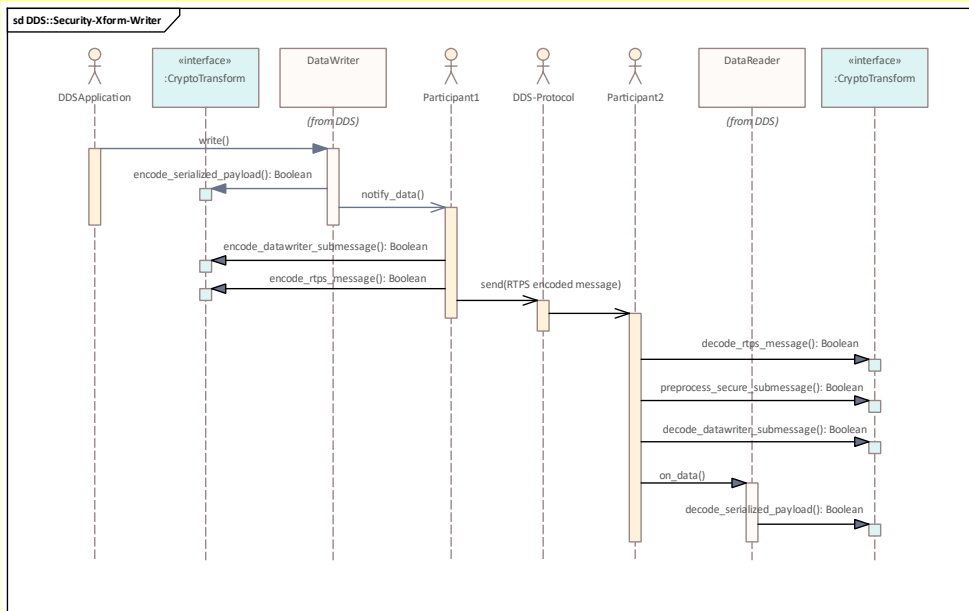 sd DDS::Security-Xform-Writer
DDSApplication
«interface»
:CryptoTransform
DataWriter
(from DDS)
Participant1
DDS-Protocol
Participant2
DataReader
(from DDS)
«interface»
:CryptoTransform
write()
encode_serialized_payload(): Boolean
notify_data()
encode_datawriter_submessage(): Boolean
encode_rtps_message(): Boolean
send(RTPS encoded message)
decode_rtps_message(): Boolean
preprocess_secure_submessage(): Boolean
decode_datawriter_submessage(): Boolean
on_data()
decode_serialized_payload(): Boolean